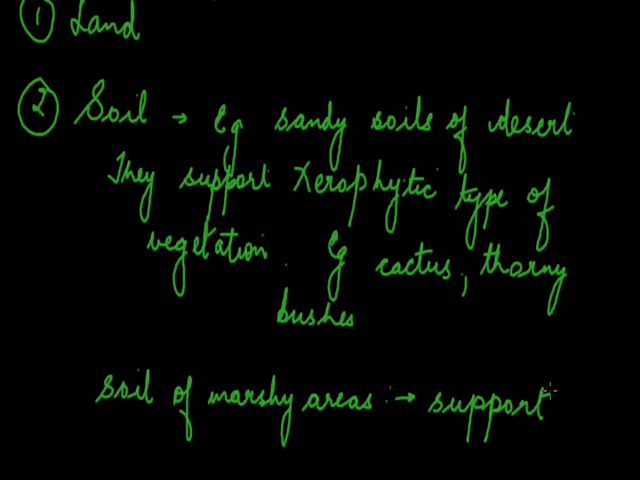 ① Land
② Soil → Eg sandy soils of desert
They support Xerophytic type of
vegetation. Eg cactus, thorny
bushes
Soil of marshy areas :→ support